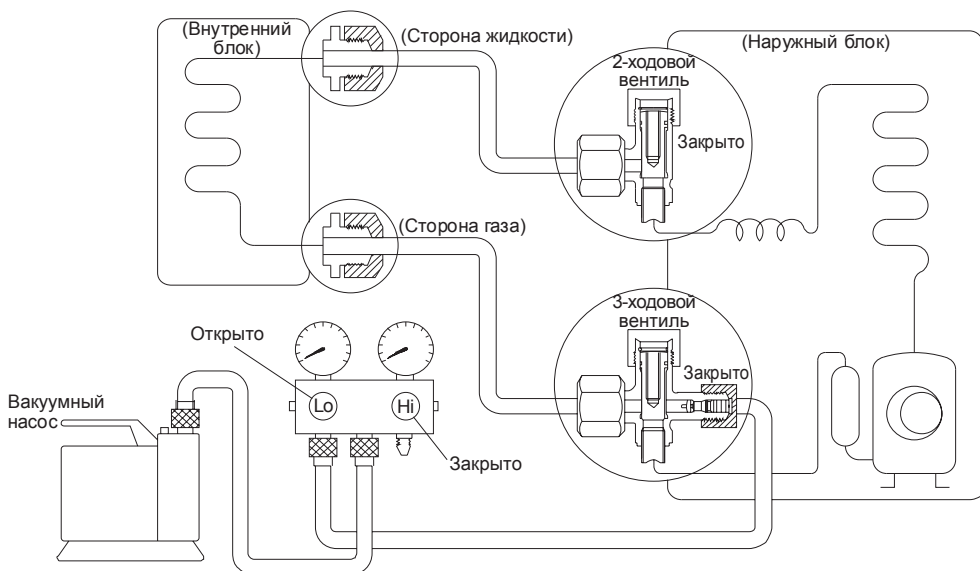 (Внутренний
блок)
(Сторона жидкости)
(Наружный блок)
2-ходовой
вентиль
Закрыто
(Сторона газа)
3-ходовой
вентиль
Закрыто
Открыто
Lo
Hi
Вакуумный
насос
Закрыто